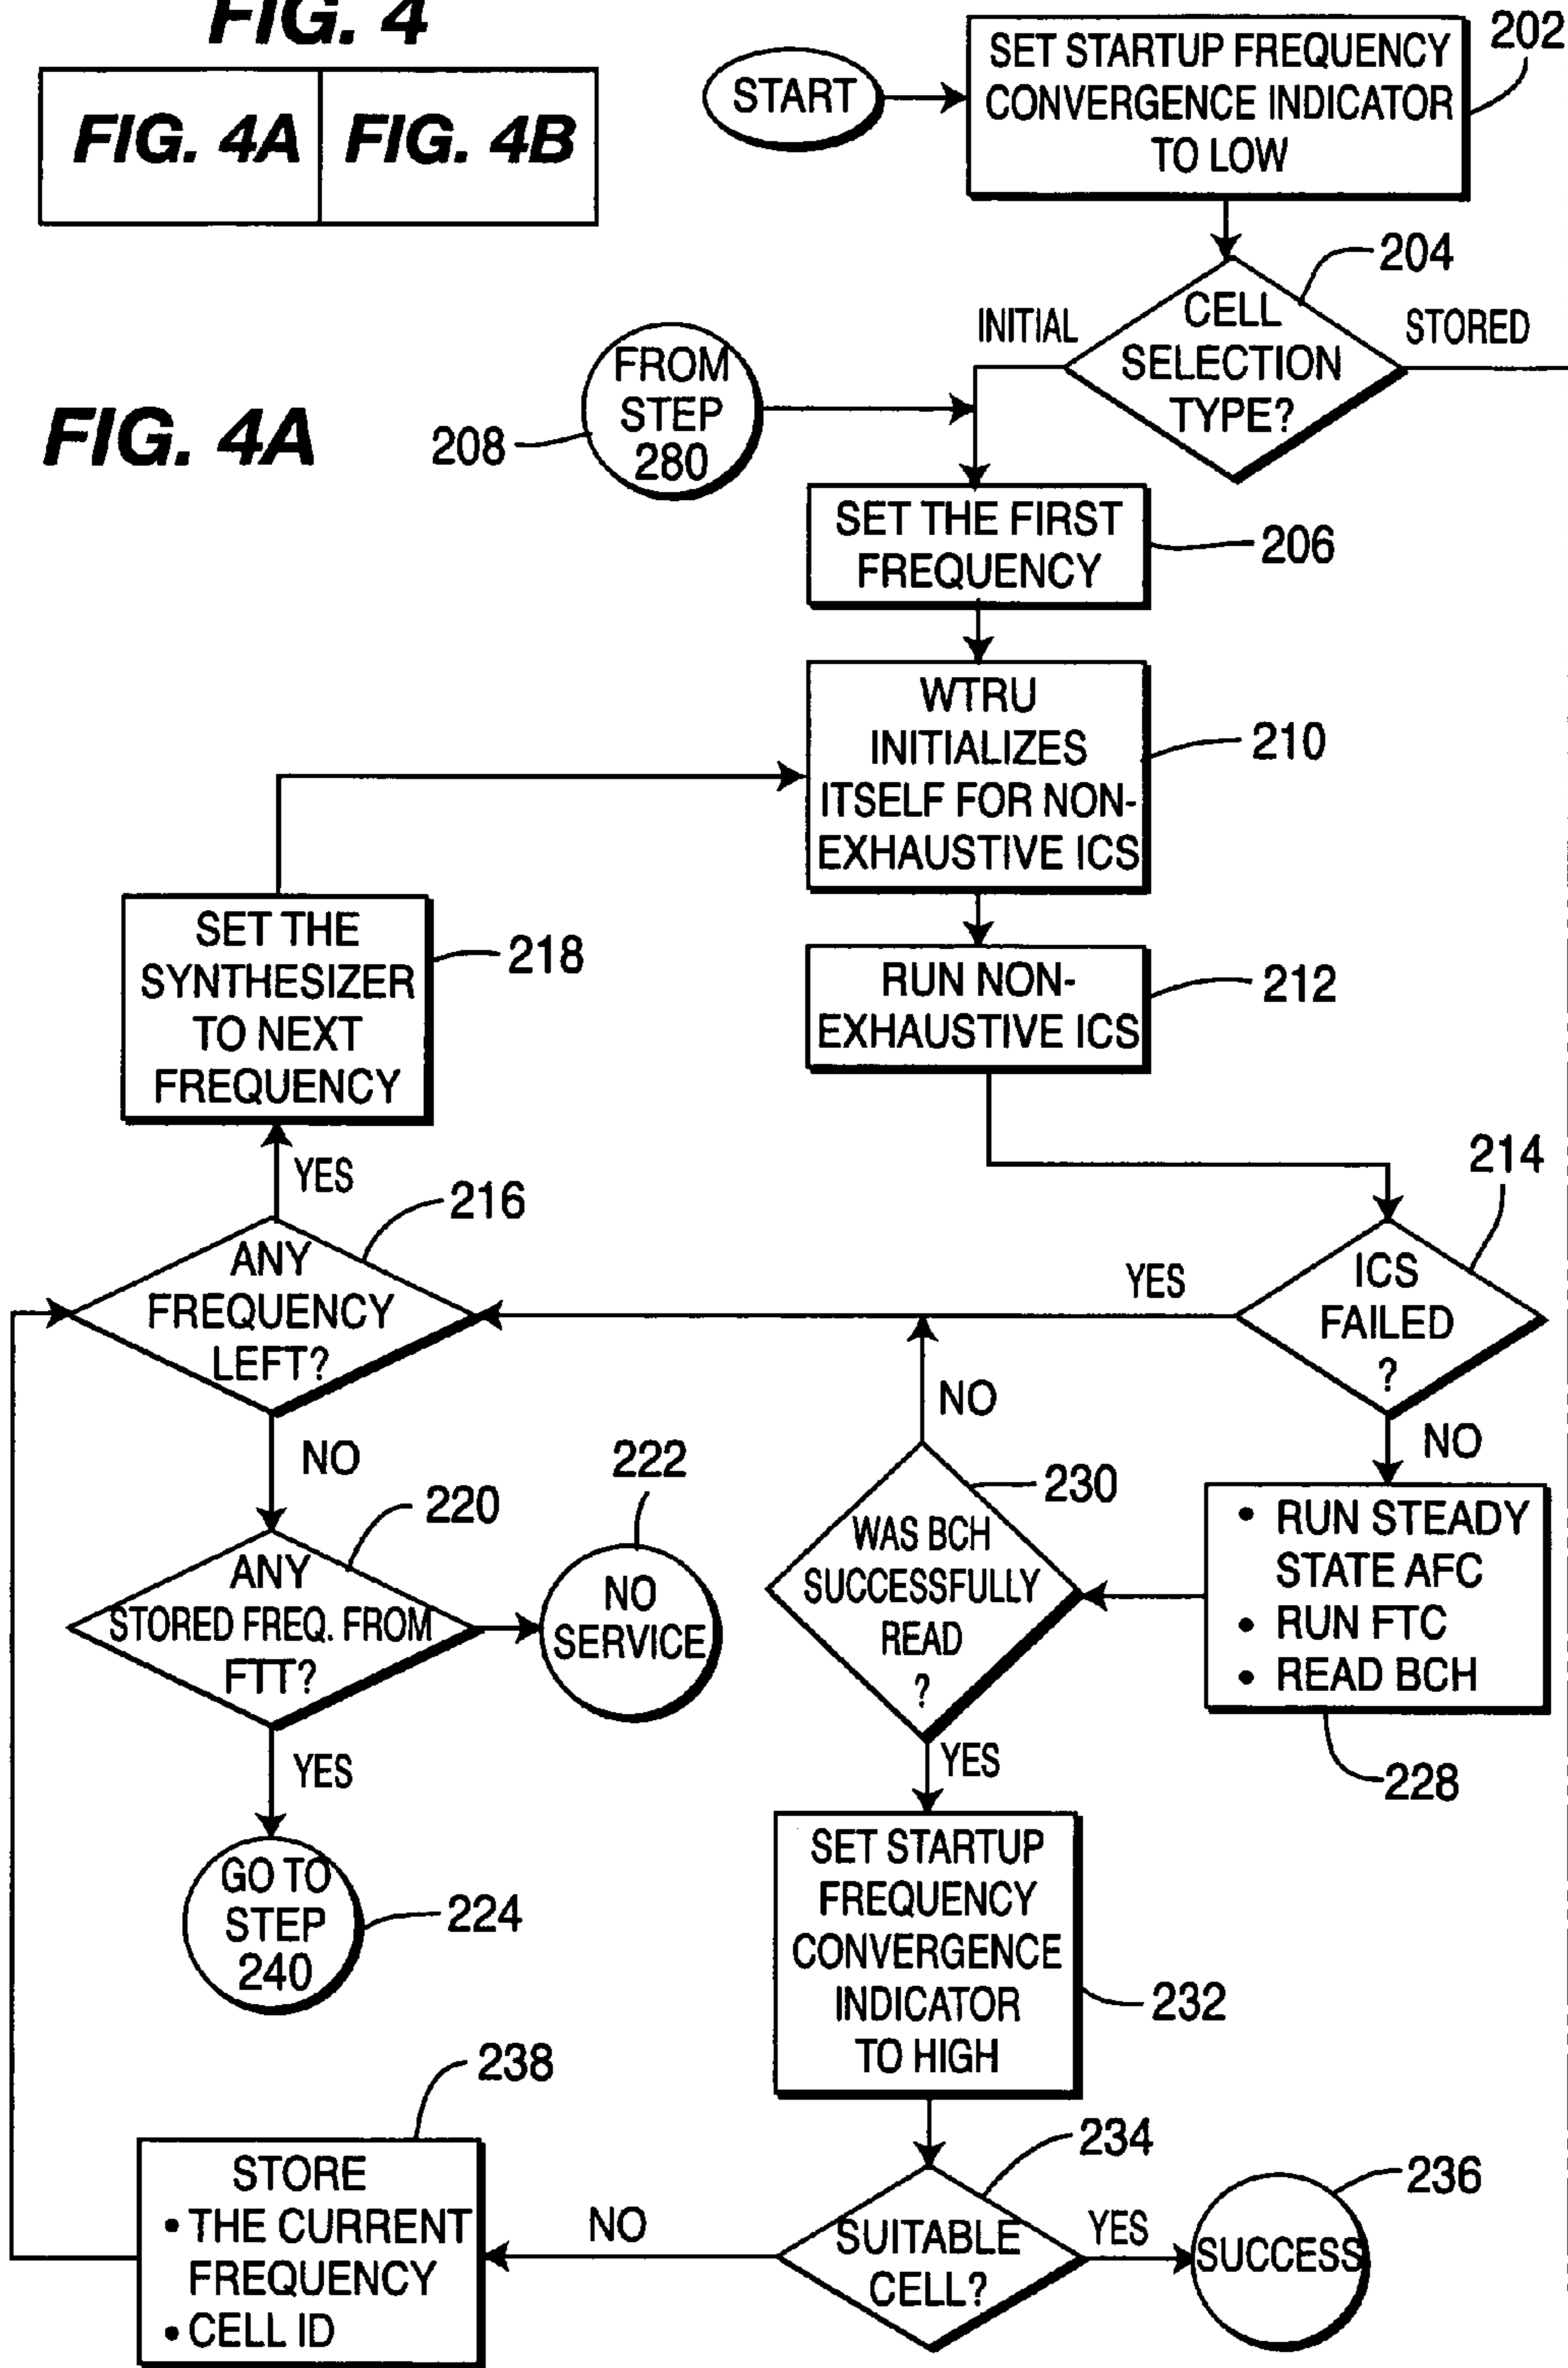 FIG. 4
FIG. 4A
FIG. 4B
START
SET STARTUP FREQUENCY
CONVERGENCE INDICATOR
TO LOW
202
204
CELL
SELECTION
TYPE?
INITIAL
STORED
FROM
STEP
280
208
FIG. 4A
SET THE FIRST
FREQUENCY
206
WTRU
INITIALIZES
ITSELF FOR NON-
EXHAUSTIVE ICS
210
SET THE
SYNTHESIZER
TO NEXT
FREQUENCY
218
RUN NON-
EXHAUSTIVE ICS
212
YES
216
ANY
FREQUENCY
LEFT?
214
ICS
FAILED
?
YES
NO
NO
NO
220
ANY
STORED FREQ. FROM
FTT?
222
NO
SERVICE
230
WAS BCH
SUCCESSFULLY
READ
?
• RUN STEADY
STATE AFC
• RUN FTC
• READ BCH
228
YES
YES
GO TO
STEP
240
224
SET STARTUP
FREQUENCY
CONVERGENCE
INDICATOR
TO HIGH
232
238
STORE
• THE CURRENT
FREQUENCY
• CELL ID
NO
234
SUITABLE
CELL?
YES
236
SUCCESS